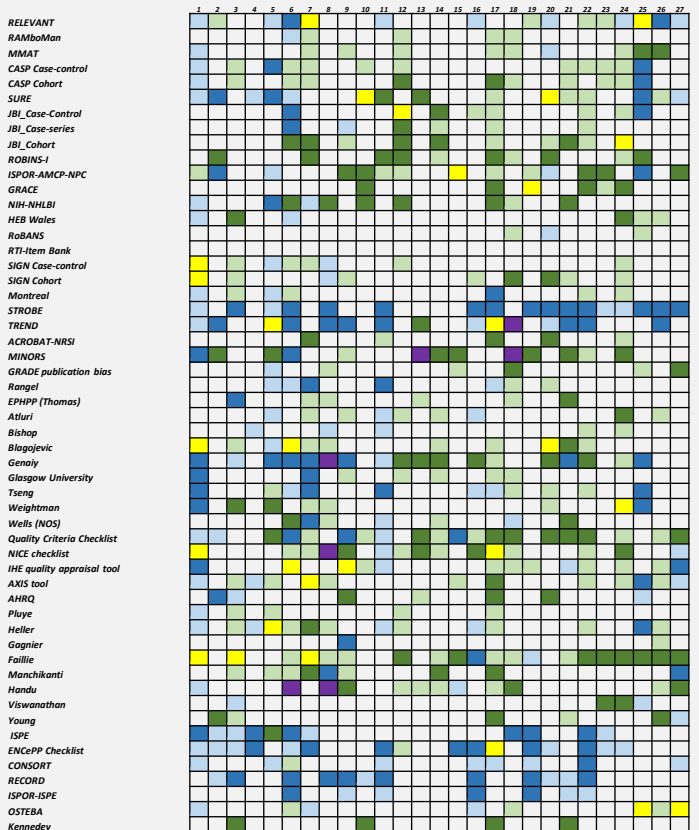 1 2 3 4 5 6 7 8 9 10 11 12 13 14 15 16 17 18 19 20 21 22 23 24 25 26 27
RELEVANT
RAMboMan
MMAT
CASP Case-control
CASP Cohort
SURE
JBI_Case-Control
JBI_Case-series
JBI_Cohort
ROBINS-I
ISPOR-AMCP-NPC
GRACE
NIH-NHLBI
HEB Wales
RoBANS
RTI-Item Bank
SIGN Case-control
SIGN Cohort
Montreal
STROBE
TREND
ACROBAT-NRSI
MINORS
GRADE publication bias
Rangel
EPHPP (Thomas)
Atluri
Bishop
Blagojevic
Genaiy
Glasgow University
Tseng
Weightman
Wells (NOS)
Quality Criteria Checklist
NICE checklist
IHE quality appraisal tool
AXIS tool
AHRQ
Pluye
Heller
Gagnier
Faillie
Manchikanti
Handu
Viswanathan
Young
ISPE
ENCePP Checklist
CONSORT
RECORD
ISPOR-ISPE
OSTEBA
Kennedey